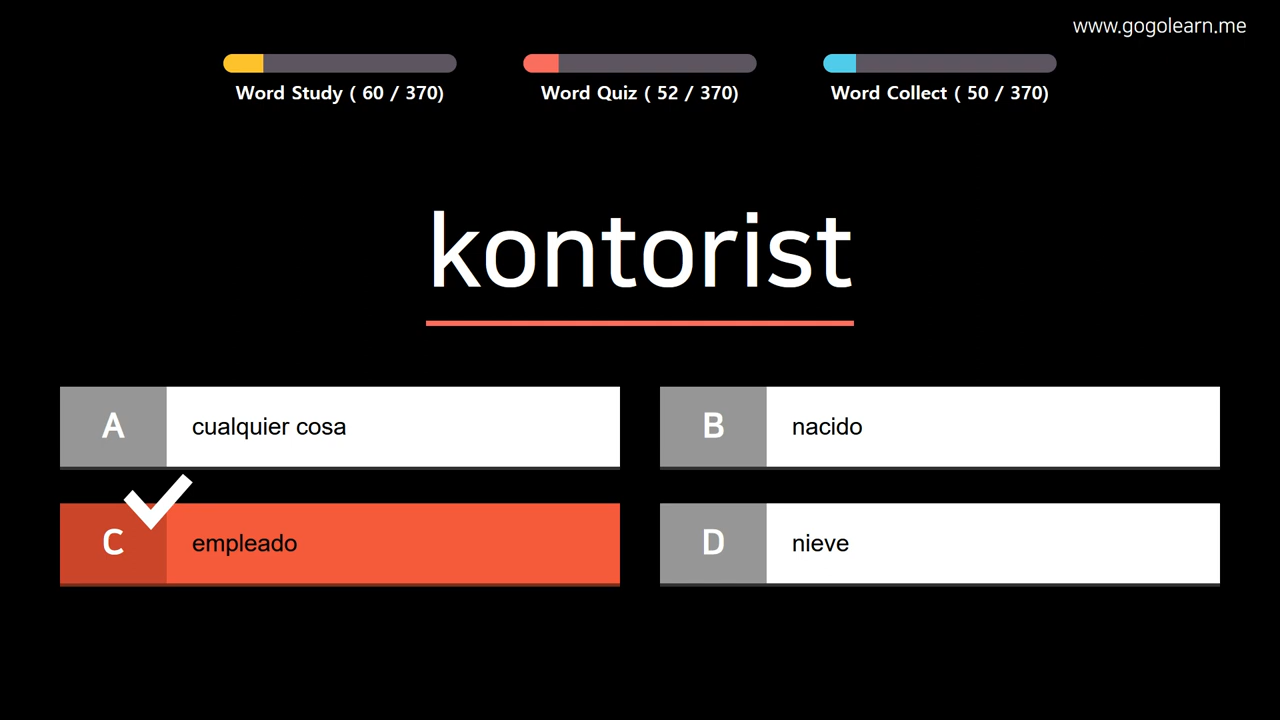 www.gogolearn.me
Word Study ( 60 / 370)
Word Quiz ( 52 / 370)
Word Collect ( 50 / 370)
kontorist
A cualquier cosa
B nacido
C empleado
D nieve